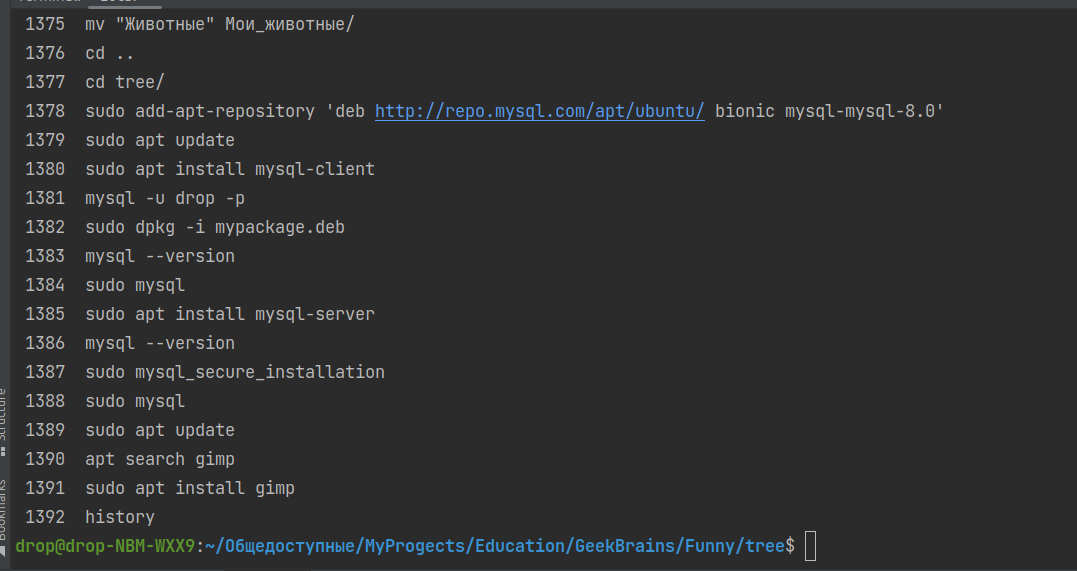 1375 mv "Животные" Мои_животные/
1376 cd ..
1377 cd tree/
1378 sudo add-apt-repository 'deb http://repo.mysql.com/apt/ubuntu/ bionic mysql-mysql-8.0'
1379 sudo apt update
1380 sudo apt install mysql-client
1381 mysql -u drop -p
1382 sudo dpkg -i mypackage.deb
1383 mysql --version
1384 sudo mysql
1385 sudo apt install mysql-server
1386 mysql --version
1387 sudo mysql_secure_installation
1388 sudo mysql
1389 sudo apt update
1390 apt search gimp
1391 sudo apt install gimp
1392 history
drop@drop-NBM-WXX9:~/Общедоступные/MyProgects/Education/GeekBrains/Funny/tree$
Structure
Bookmarks